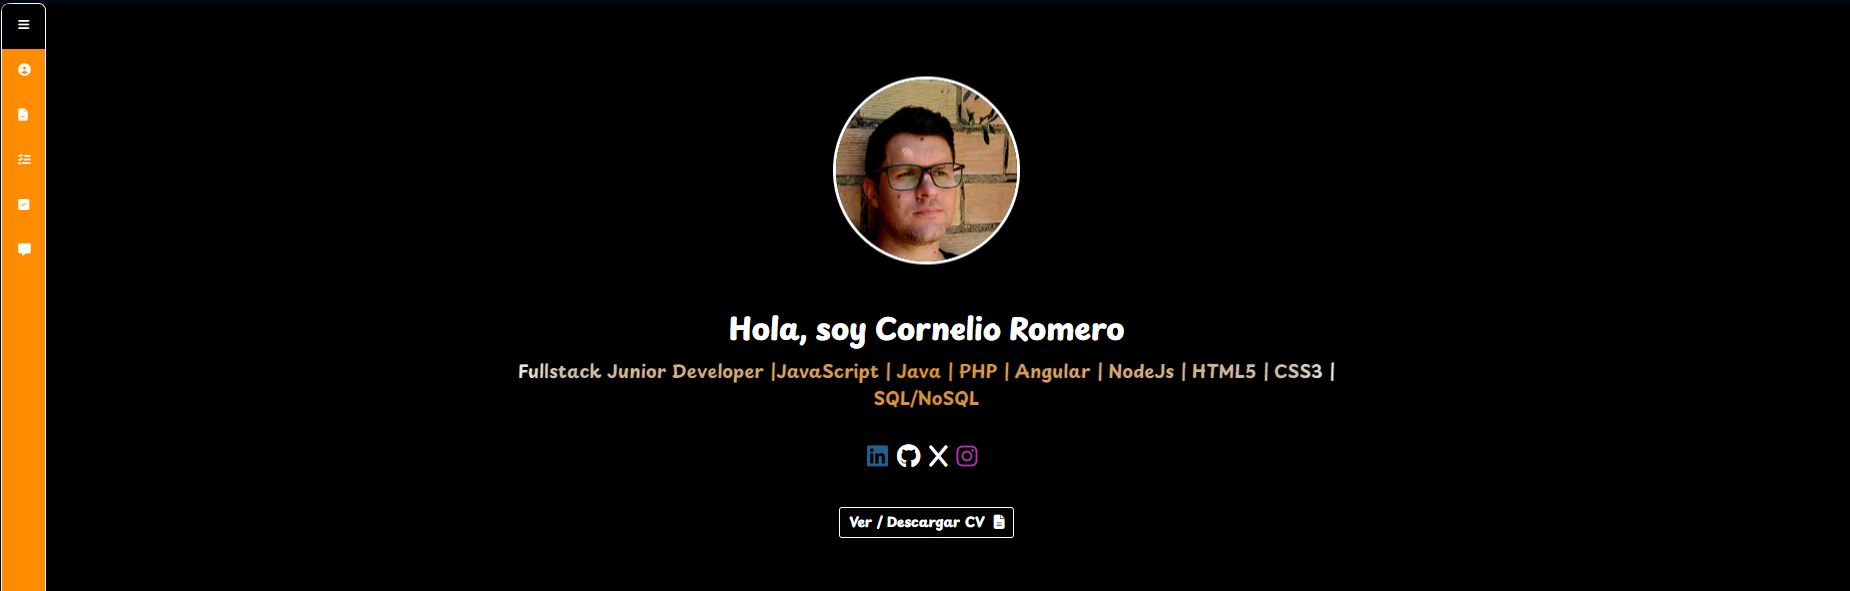 Hola, soy Cornelio Romero
Fullstack Junior Developer |JavaScript | Java | PHP | Angular | NodeJs | HTML5 | CSS3 |
SQL/NoSQL
in X
Ver / Descargar CV